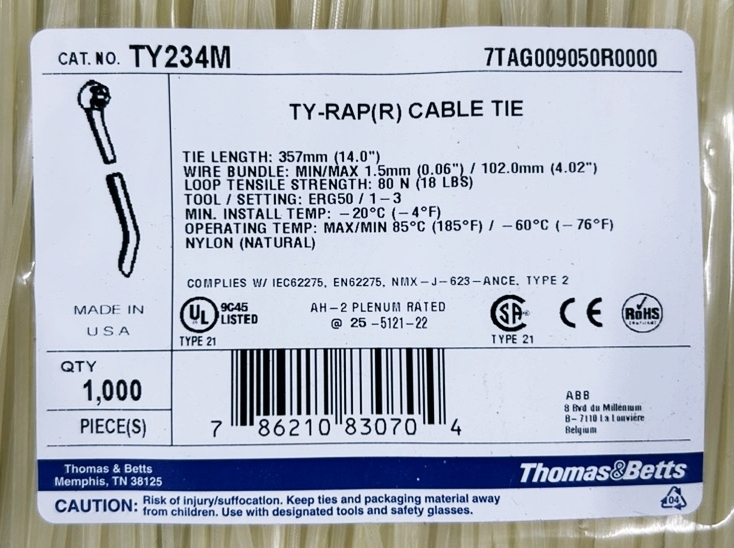 CAT. NO. TY234M 7TAG009050R0000
TY-RAP(R) CABLE TIE
TIE LENGTH: 357mm (14.0")
WIRE BUNDLE: MIN/MAX 1.5mm (0.06") / 102.0mm (4.02")
LOOP TENSILE STRENGTH: 80 N (18 LBS)
TOOL / SETTING: ERG50 / 1-3
MIN. INSTALL TEMP: -20°C (-4°F)
OPERATING TEMP: MAX/MIN 85°C (185°F) / -60°C (-76°F)
NYLON (NATURAL)
COMPLIES W/ IEC62275, EN62275, NMX-J-623-ANCE, TYPE 2
MADE IN
USA
UL 9C45
LISTED
TYPE 21
AH-2 PLENUM RATED
@ 25 -5121-22
SA
TYPE 21
CE
RoHS
QTY
1,000
PIECE(S)
7 86210 83070 4
ABB
8 Bvd du Millénium
B-7110 La Louvière
Belgium
Thomas & Betts
Memphis, TN 38125
Thomas&Betts
CAUTION: Risk of injury/suffocation. Keep ties and packaging material away
from children. Use with designated tools and safety glasses.
04